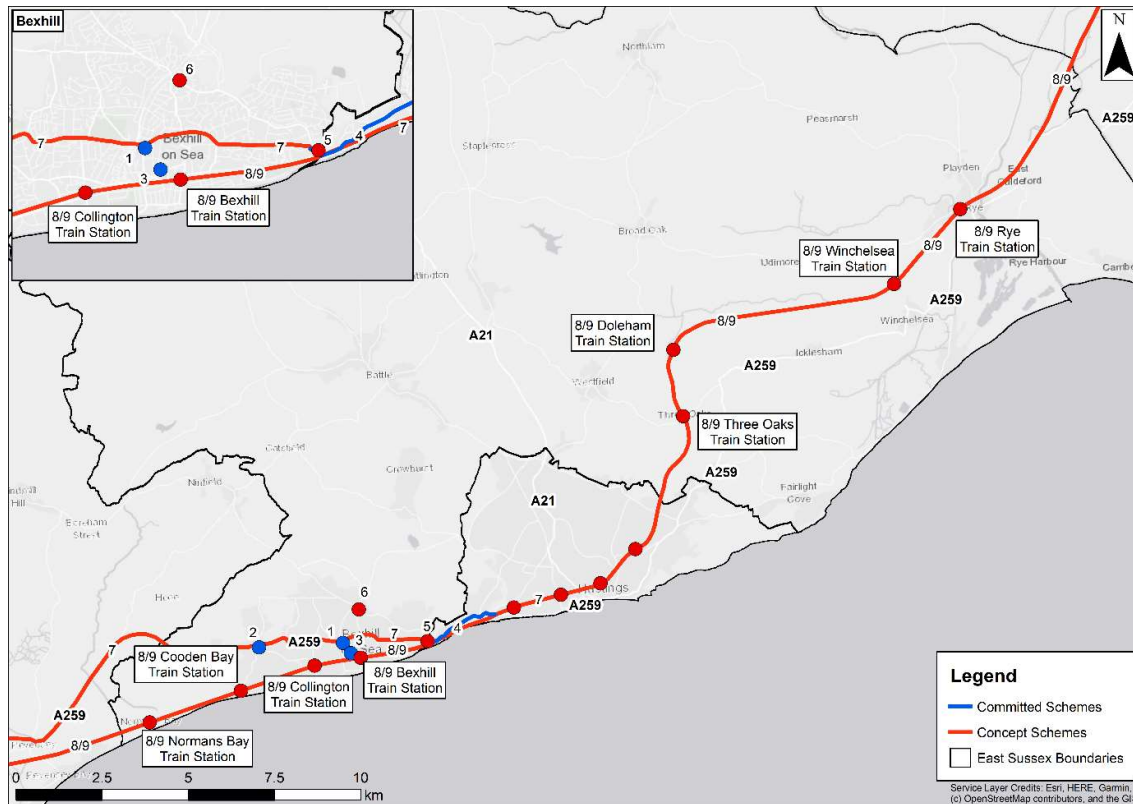 Bexhill
6
7
1
Bexhill
on Sea
7
5
4
7
3
8/9
8/9 Collington
Train Station
8/9 Bexhill
Train Station
N
8/9
A259
Northiam
Peasmarsh
Staplecross
Playden
East
Guildford
Broad Oak
Udimore
8/9 Winchelsea
Train Station
8/9
8/9 Rye
Train Station
Rye Harbour
Camber
A259
Winchelsea
8/9 Doleham
Train Station
8/9
A21
Icklesham
A259
Battle
Westfield
Three Oaks
8/9 Three Oaks
Train Station
Catsfield
Crowhurst
A259
Ninfield
A21
Fairlight
Cove
Hill
Boreham
Street
Hooe
6
Hastings
7
A259
2
A259
1
7
5
4
3
Sea
8/9
7
8/9 Cooden Bay
Train Station
8/9 Collington
Train Station
8/9 Bexhill
Train Station
A259
8/9
8/9 Normans Bay
Train Station
0 2.5 5 7.5 10
km
Legend
Committed Schemes
Concept Schemes
East Sussex Boundaries
Service Layer Credits: Esri, HERE, Garmin,
(c) OpenStreetMap contributors, and the GI